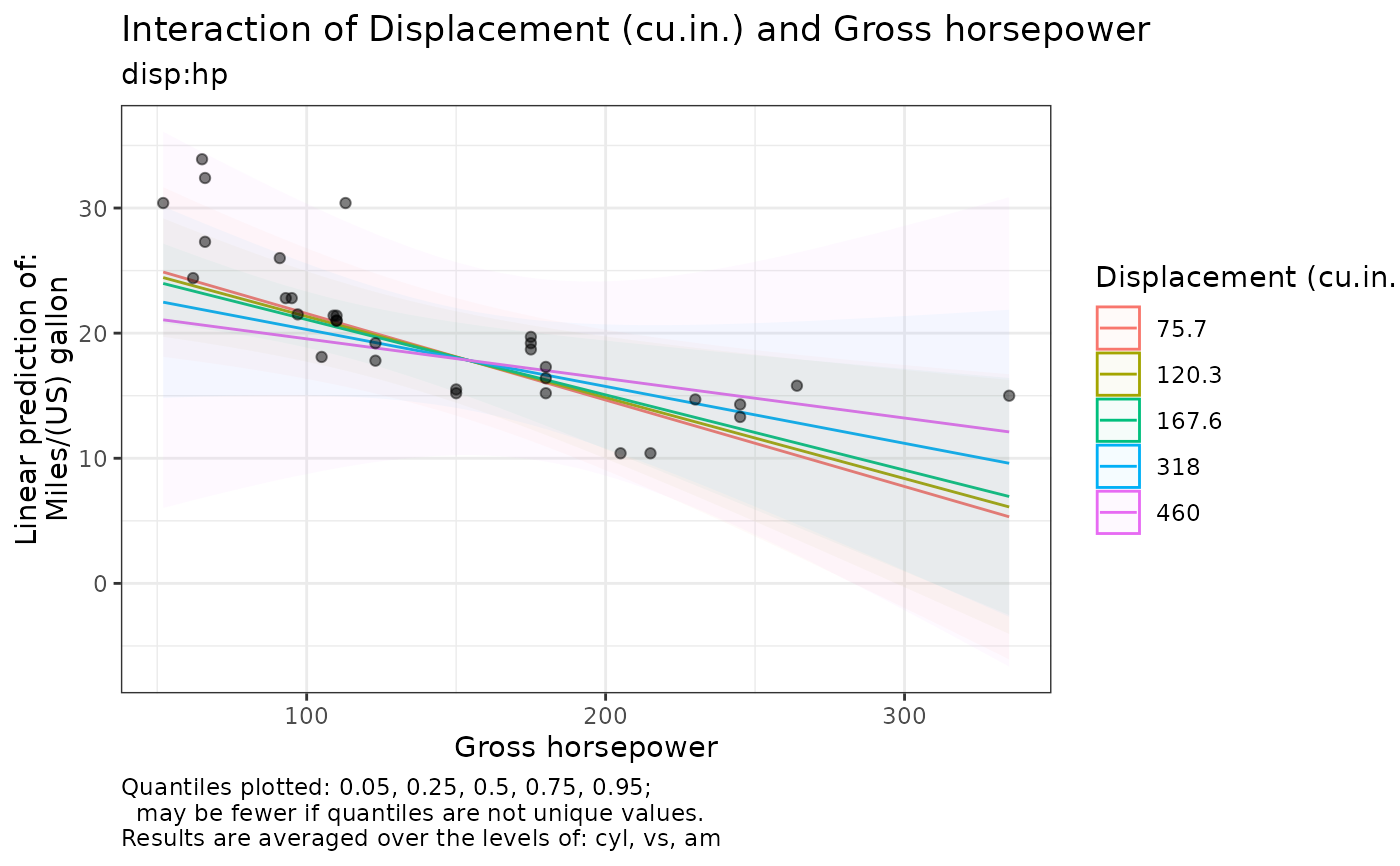 Interaction of Displacement (cu.in.) and Gross horsepower
disp:hp
Linear prediction of:
Miles/(US) gallon
30
20
10
0
100
200
300
Gross horsepower
Displacement (cu.in.
75.7
120.3
167.6
318
460
Quantiles plotted: 0.05, 0.25, 0.5, 0.75, 0.95;
may be fewer if quantiles are not unique values.
Results are averaged over the levels of: cyl, vs, am